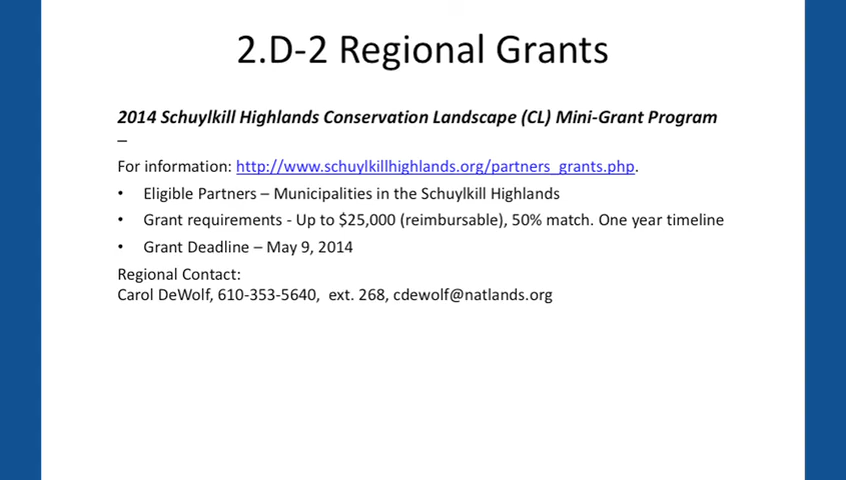 2.D-2 Regional Grants
2014 Schuylkill Highlands Conservation Landscape (CL) Mini-Grant Program
–
For information: http://www.schuylkillhighlands.org/partners_grants.php.
• Eligible Partners – Municipalities in the Schuylkill Highlands
• Grant requirements - Up to $25,000 (reimbursable), 50% match. One year timeline
• Grant Deadline – May 9, 2014
Regional Contact:
Carol DeWolf, 610-353-5640,  ext. 268, cdewolf@natlands.org